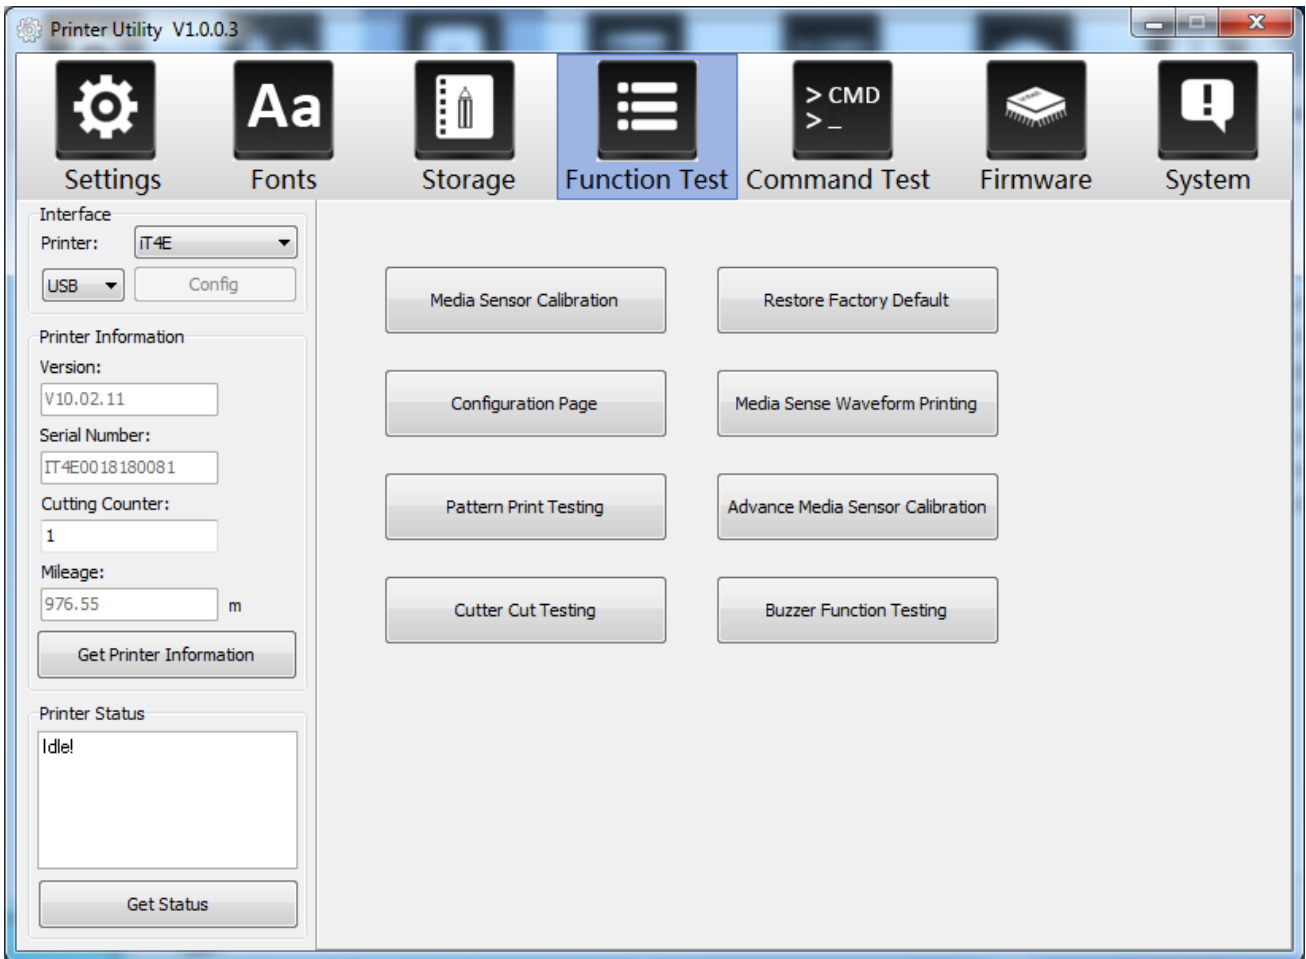 Printer Utility V1.0.0.3
Aa
> CMD
> _
Settings
Fonts
Storage
Function Test
Command Test
Firmware
System
Interface
Printer: iT4E
USB
Config
Printer Information
Version:
V10.02.11
Serial Number:
IT4E0018180081
Cutting Counter:
1
Mileage:
976.55 m
Get Printer Information
Printer Status
Idle!
Get Status
Media Sensor Calibration
Restore Factory Default
Configuration Page
Media Sense Waveform Printing
Pattern Print Testing
Advance Media Sensor Calibration
Cutter Cut Testing
Buzzer Function Testing